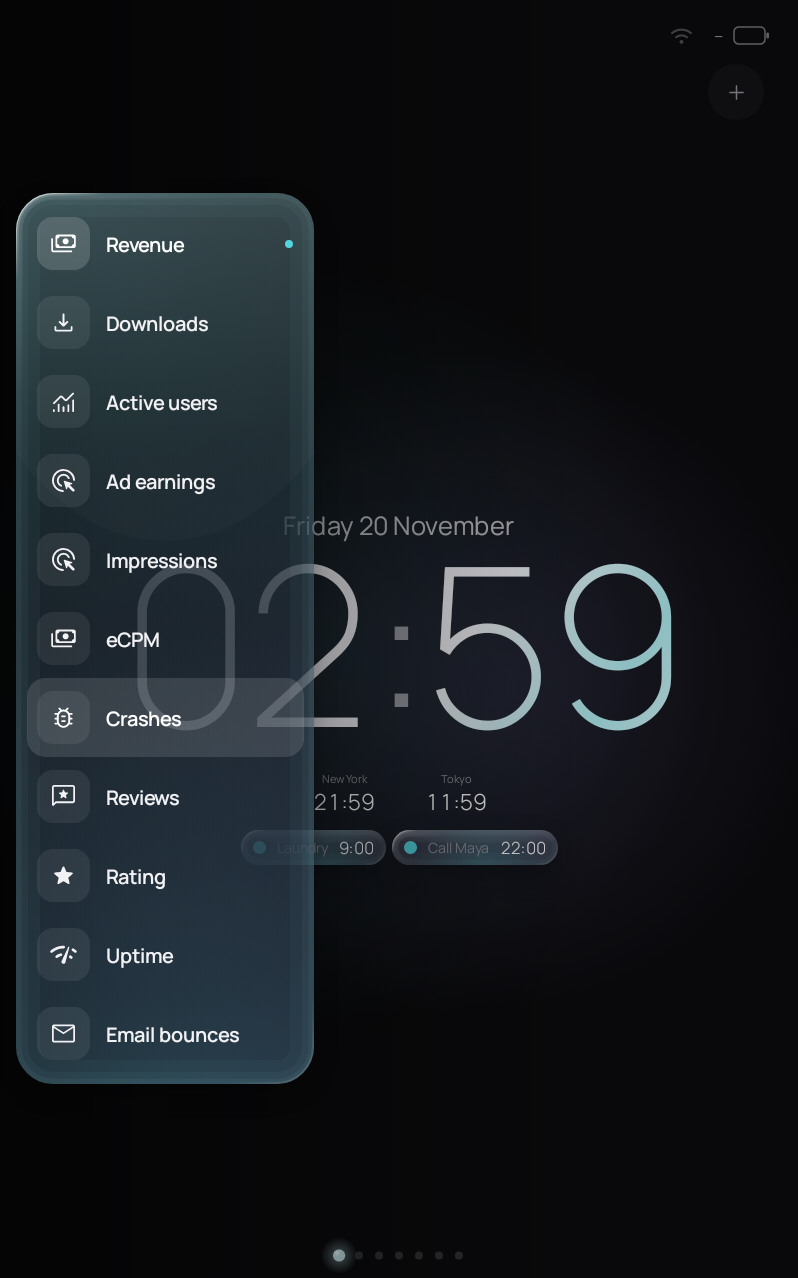 –
+
Revenue
Downloads
Active users
Ad earnings
Friday 20 November
Impressions
02:59
eCPM
Crashes
New York
Tokyo
Reviews
21:59
11:59
Laundry 9:00
Call Maya 22:00
Rating
Uptime
Email bounces